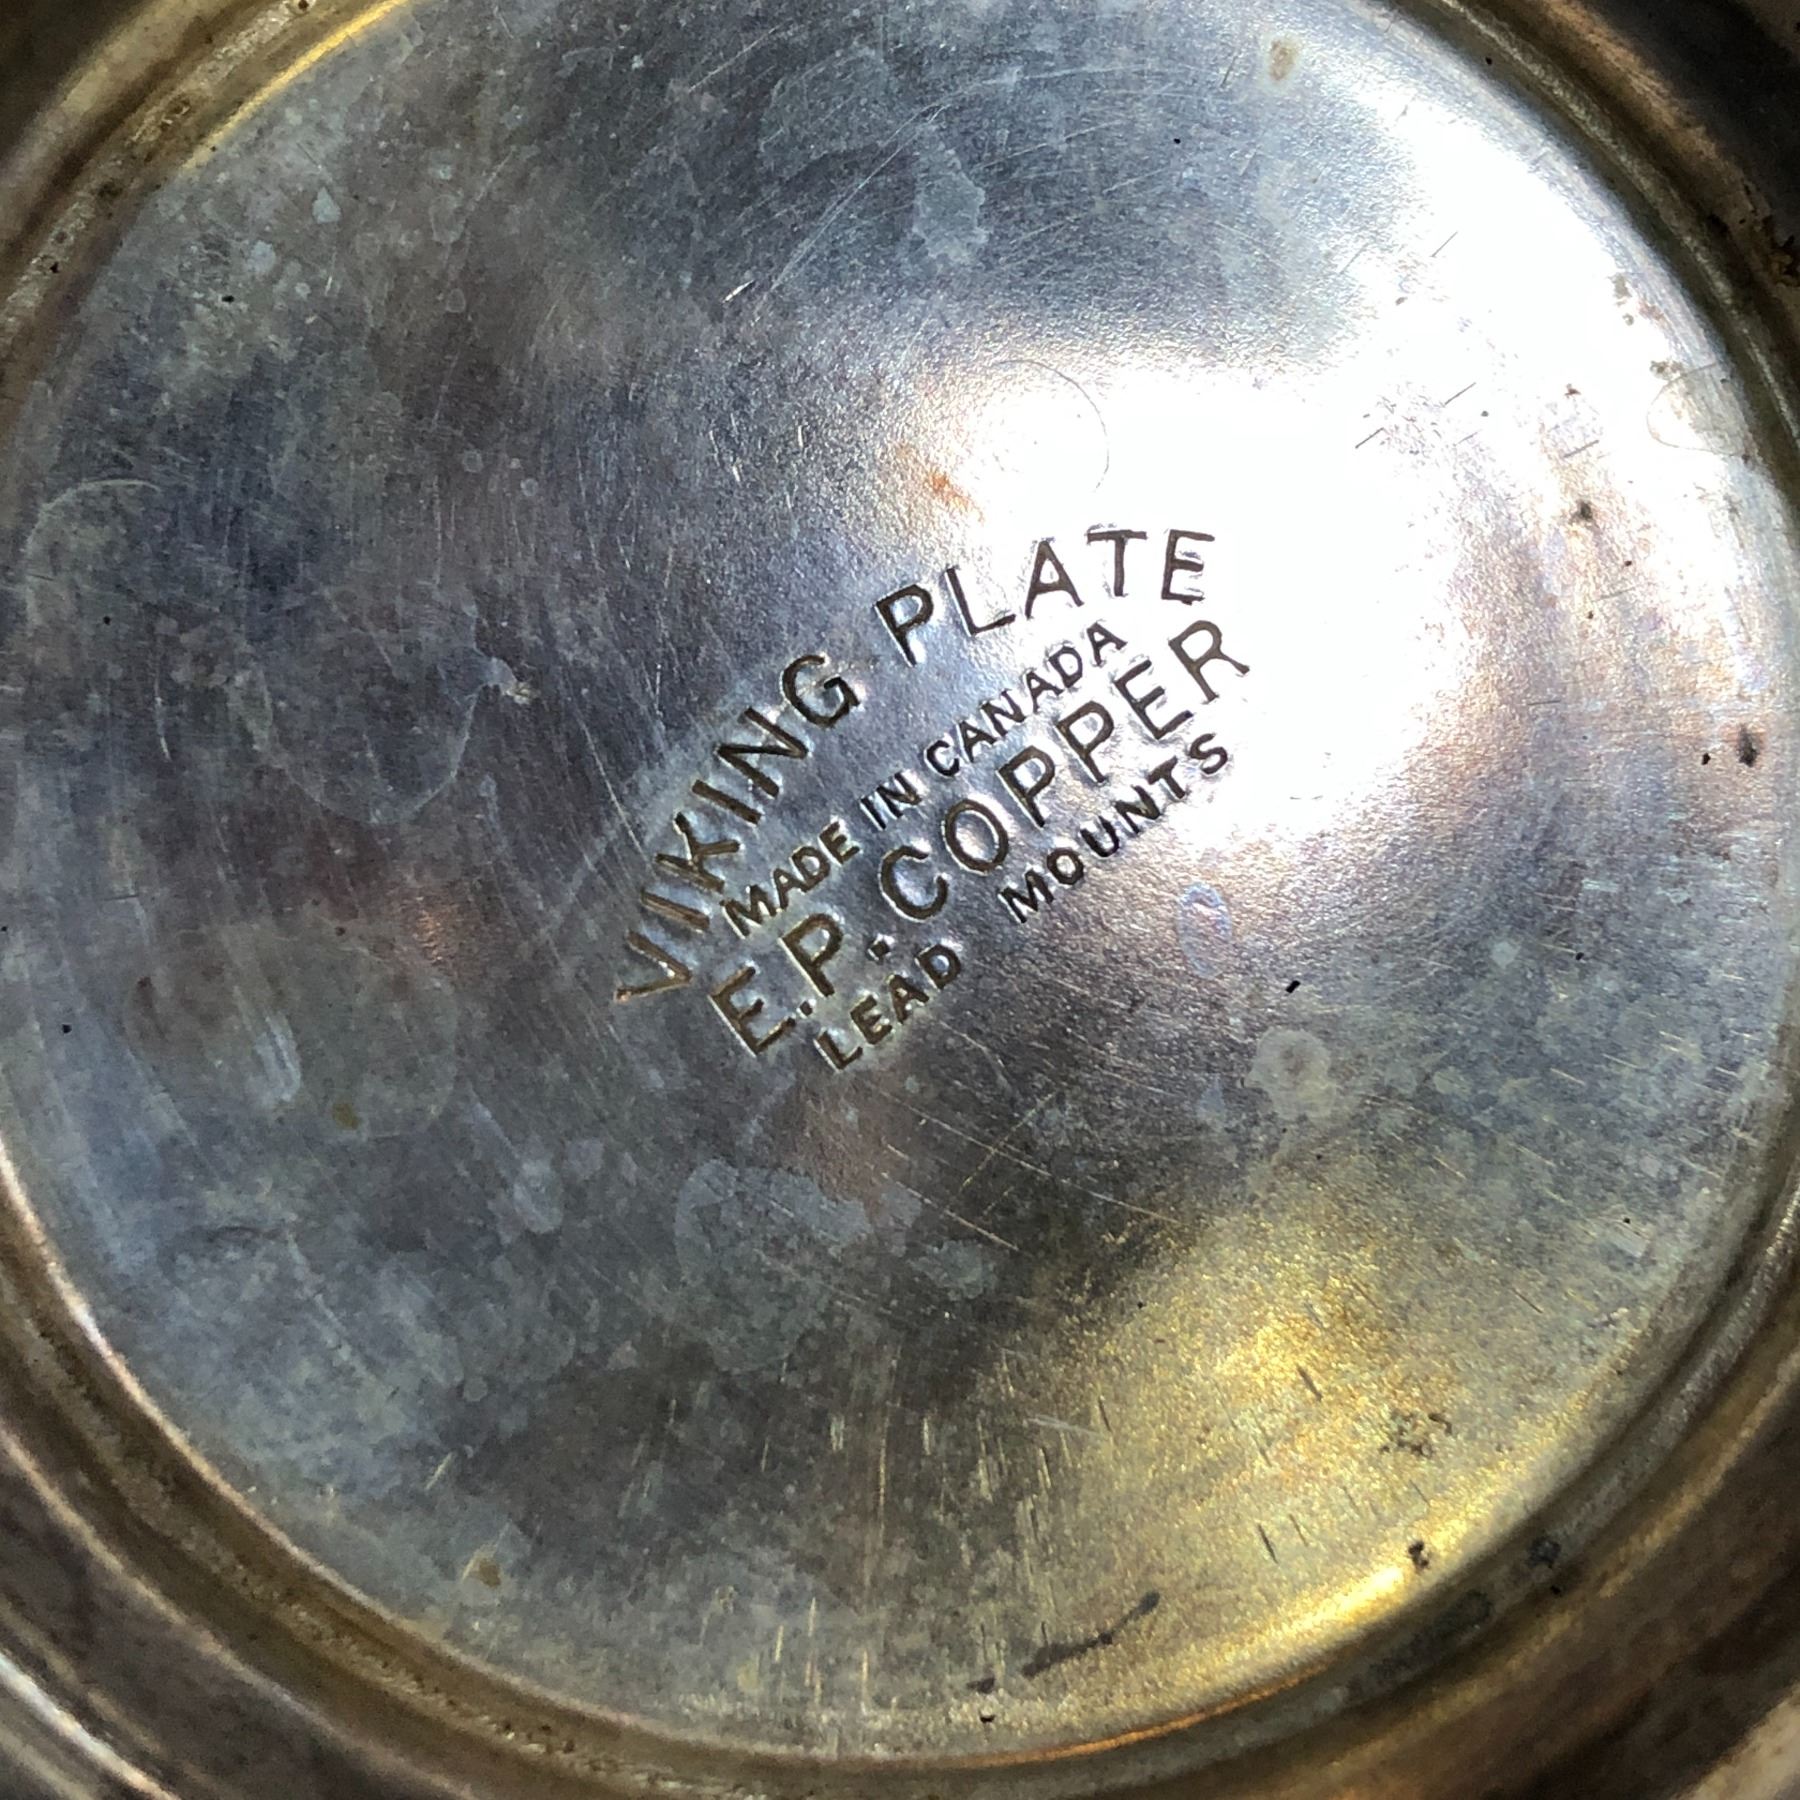 VIKING PLATE
MADE IN CANADA
E.P. COPPER
LEAD MOUNTS